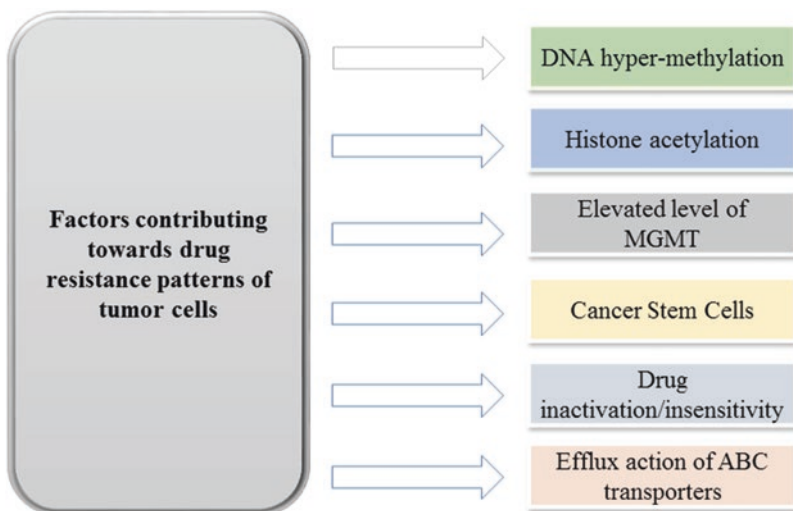 Factors contributing
towards drug
resistance patterns of
tumor cells
DNA hyper-methylation
Histone acetylation
Elevated level of
MGMT
Cancer Stem Cells
Drug
inactivation/insensitivity
Efflux action of ABC
transporters